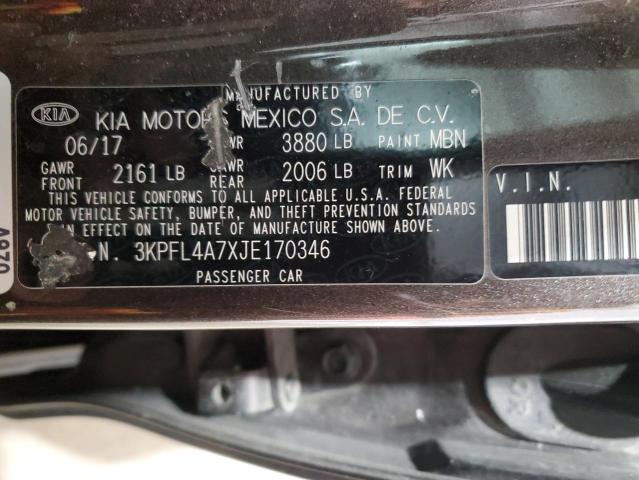 MANUFACTURED BY
KIA KIA MOTORS MEXICO S.A. DE C.V.
06/17 3880 LB PAINT MBN
GAWR FRONT 2161 LB GAWR REAR 2006 LB TRIM WK
THIS VEHICLE CONFORMS TO ALL APPLICABLE U.S.A. FEDERAL
MOTOR VEHICLE SAFETY, BUMPER, AND THEFT PREVENTION STANDARDS
IN EFFECT ON THE DATE OF MANUFACTURE SHOWN ABOVE.
N. 3KPFL4A7XJE170346
PASSENGER CAR
V.I.N.